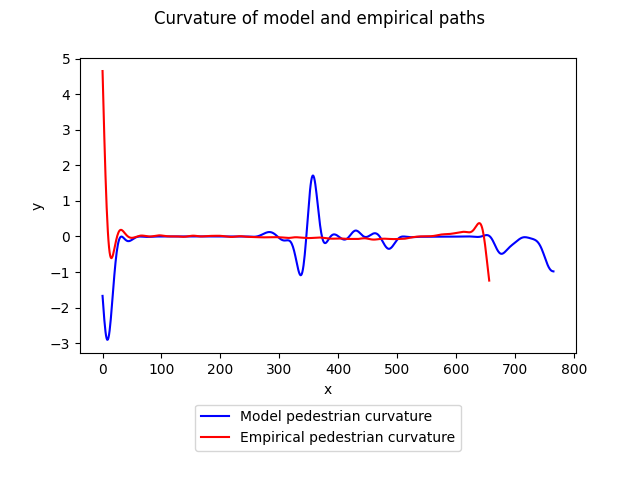 Curvature of model and empirical paths
5
4
3
2
1
0
−1
−2
−3
y
0 100 200 300 400 500 600 700 800
x
Model pedestrian curvature
Empirical pedestrian curvature